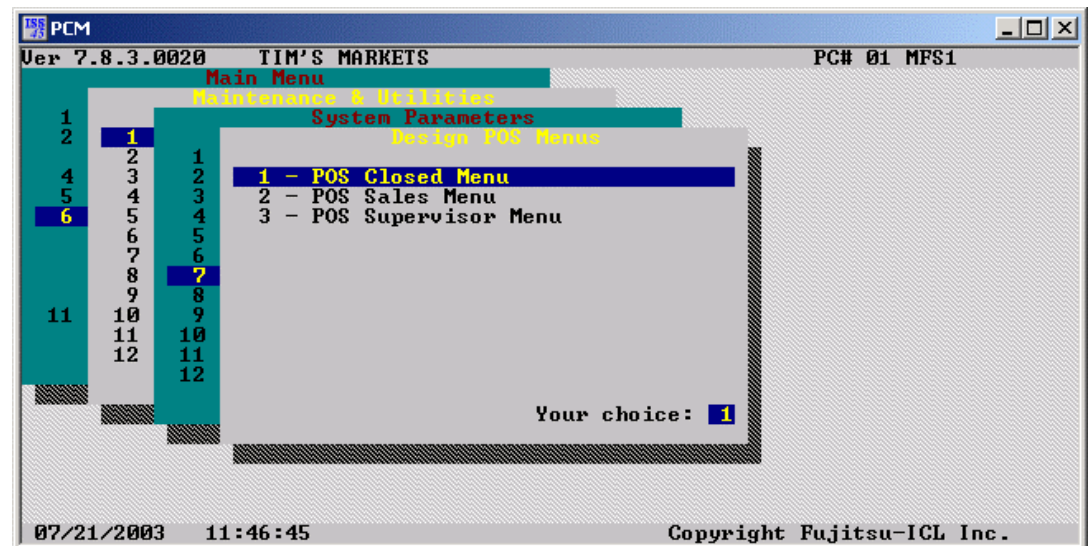 ISS 45 PCM
Ver 7.8.3.0020 TIM'S MARKETS PC# 01 MFS1
Main Menu
Maintenance & Utilities
1 System Parameters
2 1 Design POS Menus
2 1
4 3 2 1 - POS Closed Menu
5 4 3 2 - POS Sales Menu
6 5 4 3 - POS Supervisor Menu
6 5
7 6
8 7
9 8
11 10 9
11 10
12 11
12
Your choice: 1
07/21/2003 11:46:45 Copyright Fujitsu-ICL Inc.